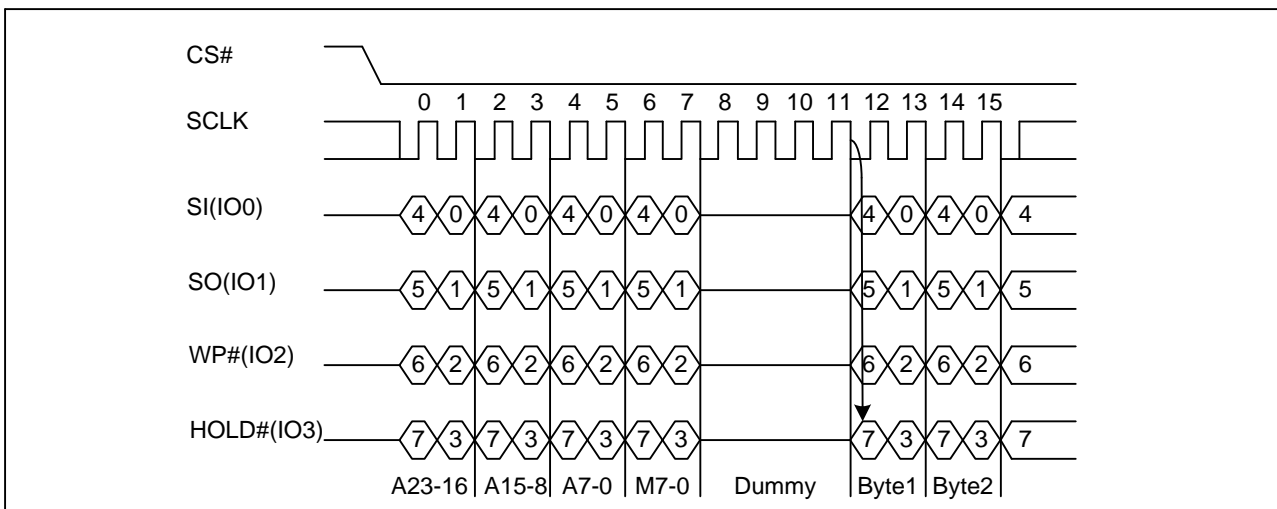 CS#
0 1 2 3 4 5 6 7 8 9 10 11 12 13 14 15
SCLK
SI(IO0) 4 0 4 0 4 0 4 0 4 0 4 0 4
SO(IO1) 5 1 5 1 5 1 5 1 5 1 5 1 5
WP#(IO2) 6 2 6 2 6 2 6 2 6 2 6 2 6
HOLD#(IO3) 7 3 7 3 7 3 7 3 7 3 7 3 7
A23-16 A15-8 A7-0 M7-0 Dummy Byte1 Byte2